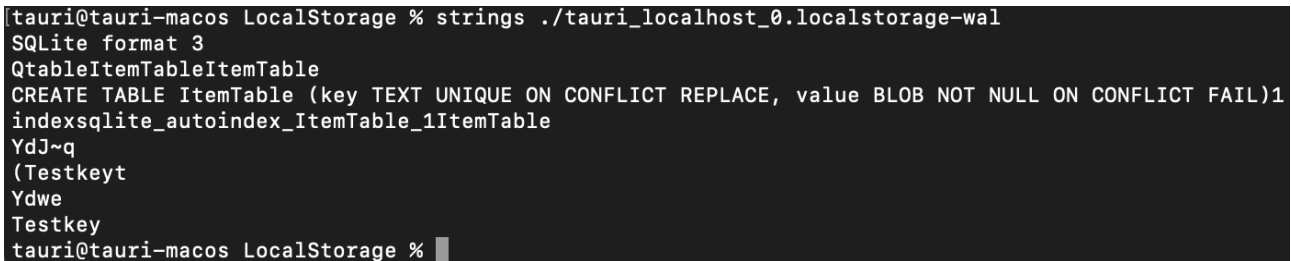 [tauri@tauri-macos LocalStorage % strings ./tauri_localhost_0.localstorage-wal
SQLite format 3
QtableItemTableItemTable
CREATE TABLE ItemTable (key TEXT UNIQUE ON CONFLICT REPLACE, value BLOB NOT NULL ON CONFLICT FAIL)1
indexsqlite_autoindex_ItemTable_1ItemTable
YdJ~q
(Testkeyt
Ydwe
Testkey
tauri@tauri-macos LocalStorage %